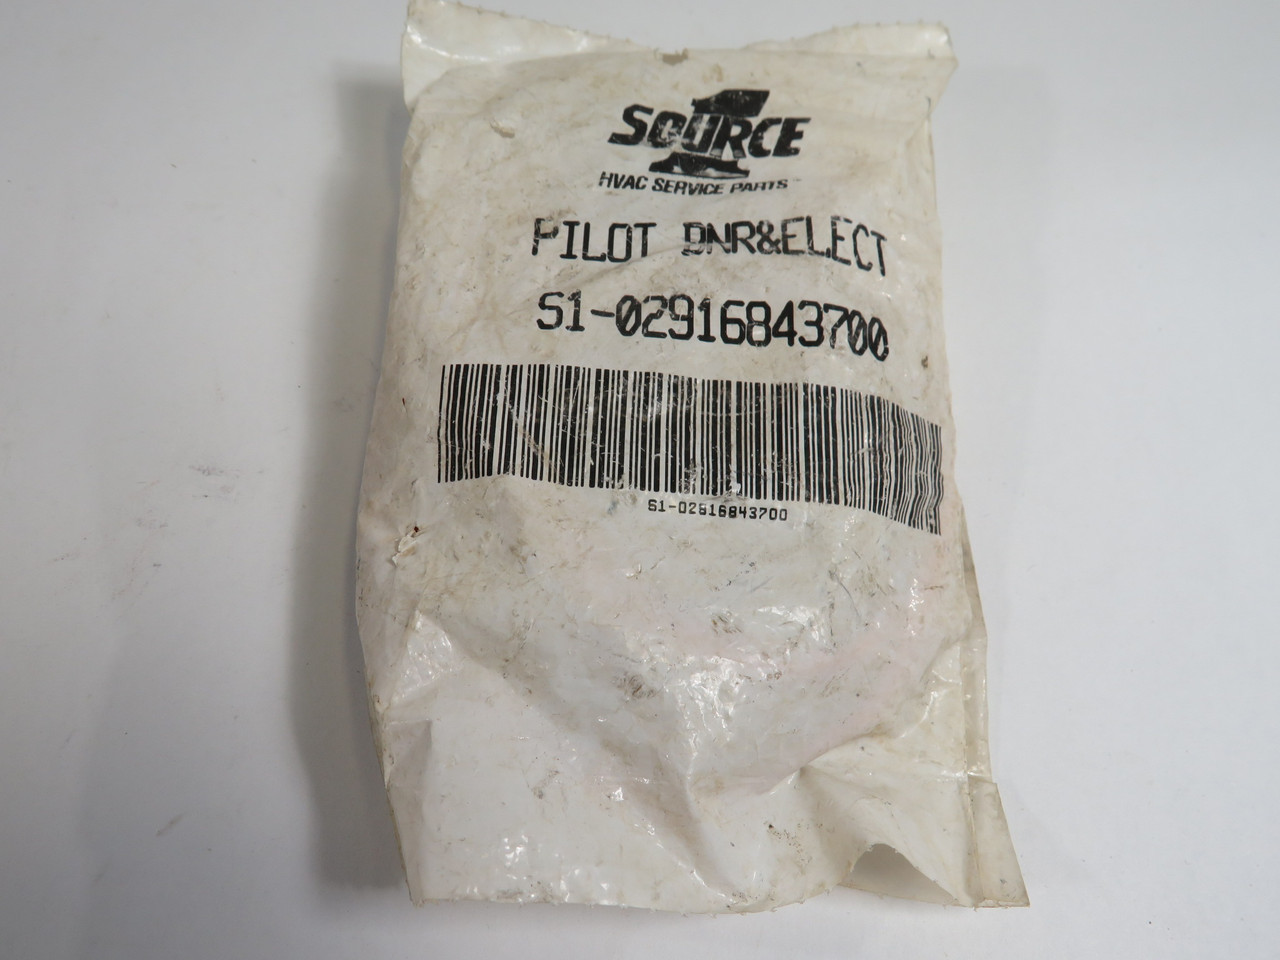 SOURCE 1
HVAC SERVICE PARTS
PILOT BNR&ELECT
S1-02916843700
S1-02916843700